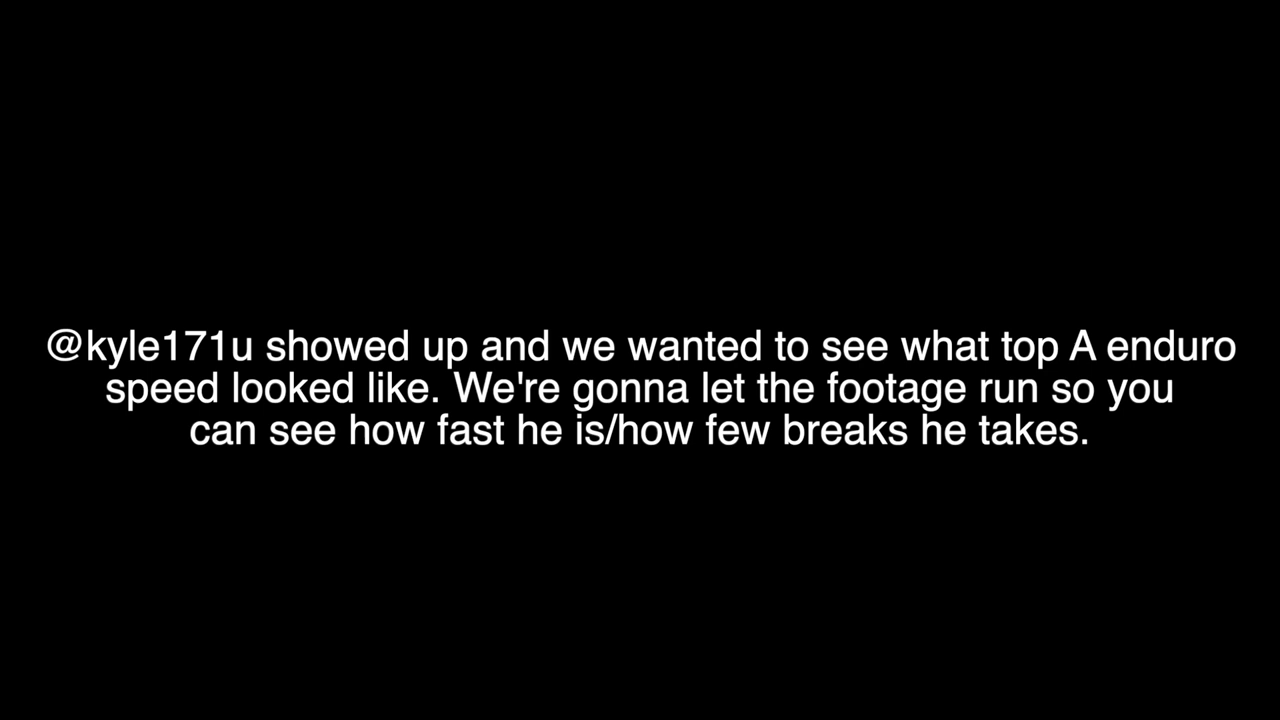 @kyle171u showed up and we wanted to see what top A enduro
speed looked like. We're gonna let the footage run so you
can see how fast he is/how few breaks he takes.